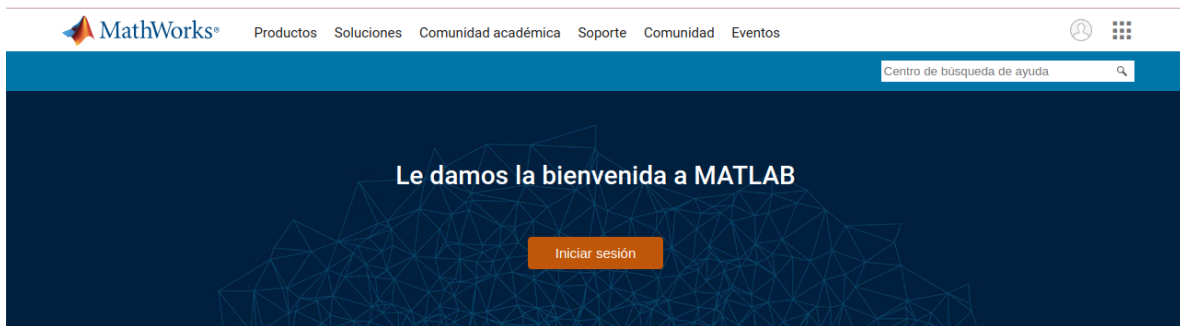 MathWorks® Productos Soluciones Comunidad académica Soporte Comunidad Eventos
Centro de búsqueda de ayuda
Le damos la bienvenida a MATLAB
Iniciar sesión